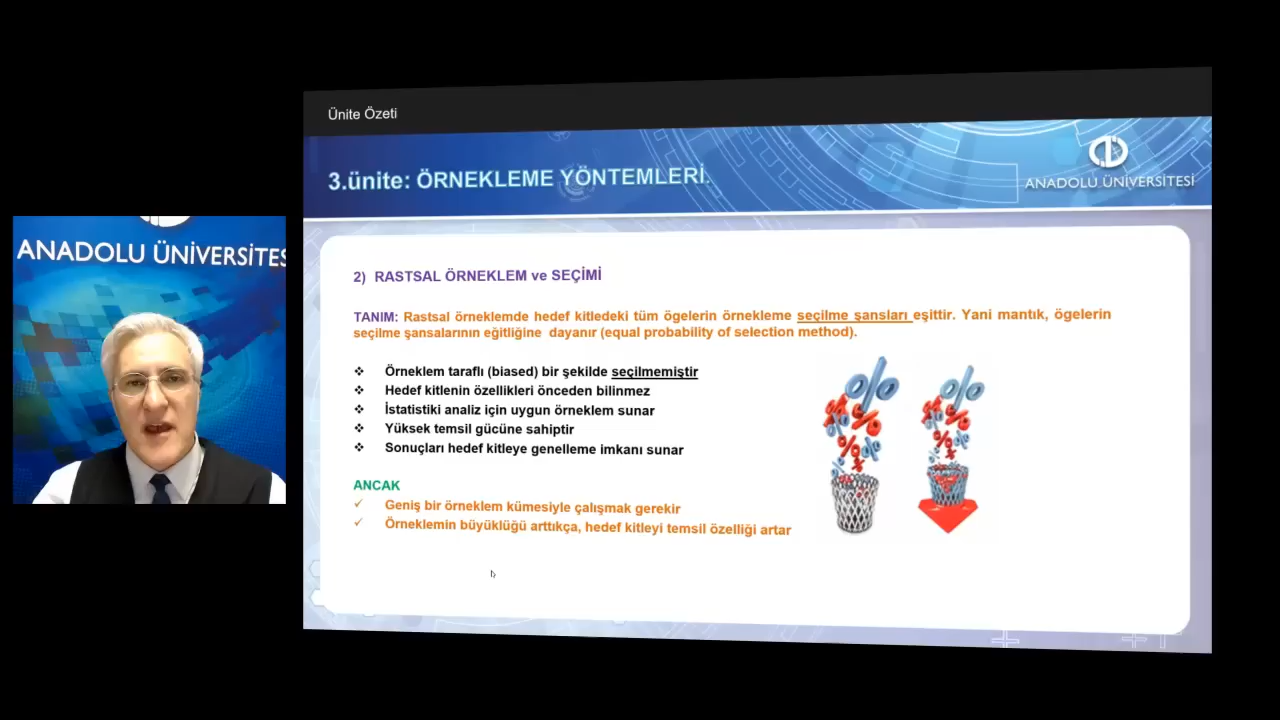 Ünite Özeti
3.ünite: ÖRNEKLEME YÖNTEMLERİ.
ANADOLU ÜNİVERSİTESİ
ANADOLU ÜNİVERSİTES
2) RASTSAL ÖRNEKLEM ve SEÇİMİ
TANIM: Rastsal örneklemde hedef kitledeki tüm ögelerin örnekleme seçilme şansları eşittir. Yani mantık, ögelerin
seçilme şansalarının eğitliğine dayanır (equal probability of selection method).
❖ Örneklem taraflı (biased) bir şekilde seçilmemiştir
❖ Hedef kitlenin özellikleri önceden bilinmez
❖ İstatistiki analiz için uygun örneklem sunar
❖ Yüksek temsil gücüne sahiptir
❖ Sonuçları hedef kitleye genelleme imkanı sunar
ANCAK
✓ Geniş bir örneklem kümesiyle çalışmak gerekir
✓ Örneklemin büyüklüğü arttıkça, hedef kitleyi temsil özelliği artar